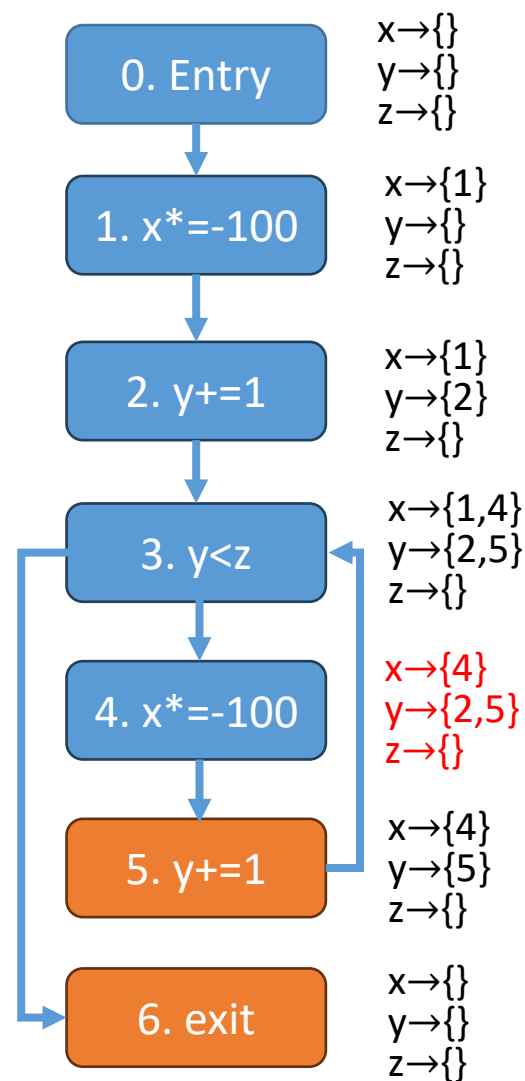 0. Entry
x→{}
y→{}
z→{}
1. x*=-100
x→{1}
y→{}
z→{}
2. y+=1
x→{1}
y→{2}
z→{}
3. y<z
x→{1,4}
y→{2,5}
z→{}
4. x*=-100
x→{4}
y→{2,5}
z→{}
5. y+=1
x→{4}
y→{5}
z→{}
6. exit
x→{}
y→{}
z→{}